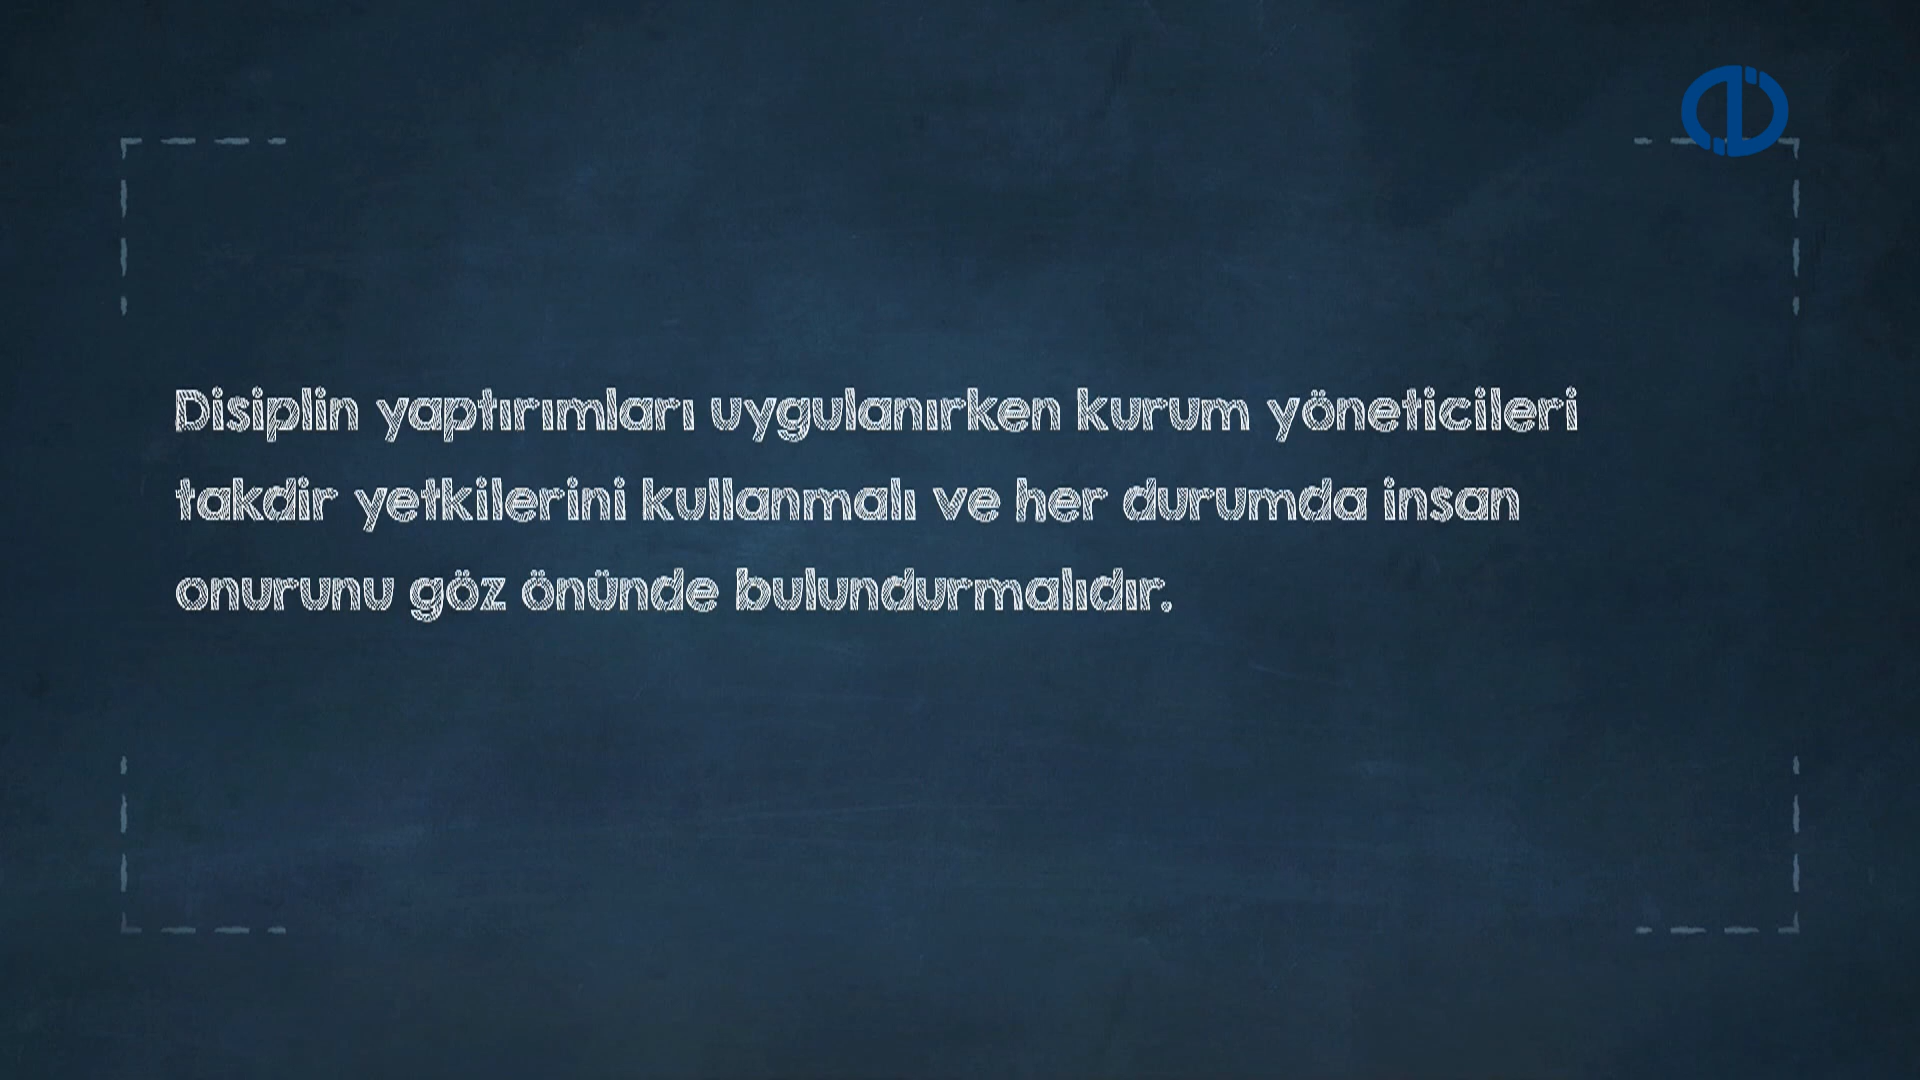 Disiplin yaptırımları uygulanırken kurum yöneticileri
takdir yetkilerini kullanmalı ve her durumda insan
onurunu göz önünde bulundurmalıdır.